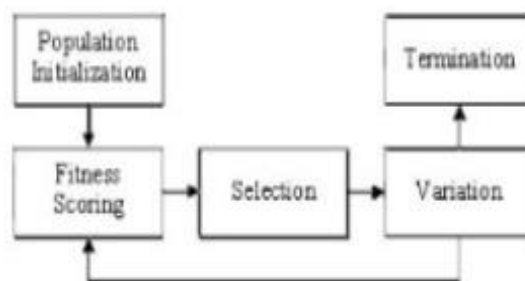 Population
Initialization
Termination
Fitness
Scoring
Selection
Variation